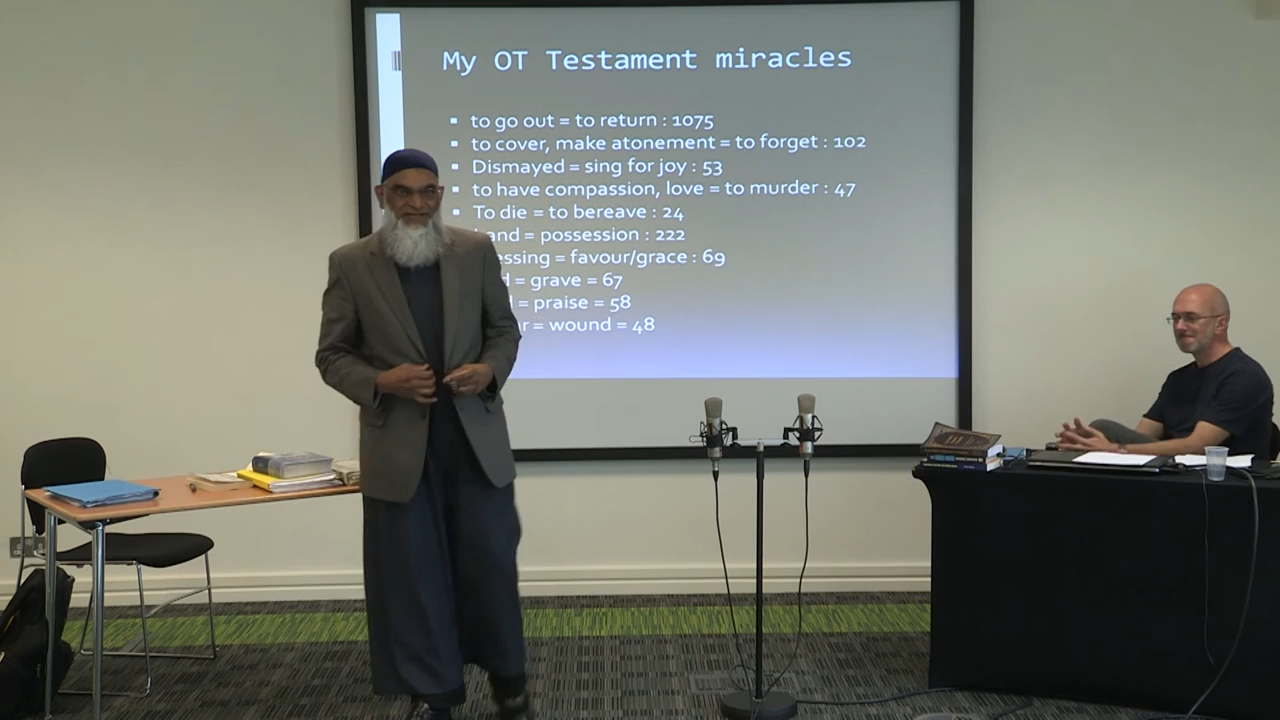 My OT Testament miracles
▪ to go out = to return : 1075
▪ to cover, make atonement = to forget : 102
▪ Dismayed = sing for joy : 53
▪ to have compassion, love = to murder : 47
▪ To die = to bereave : 24
= possession : 222
= favour/grace : 69
= grave = 67
= praise = 58
= wound = 48